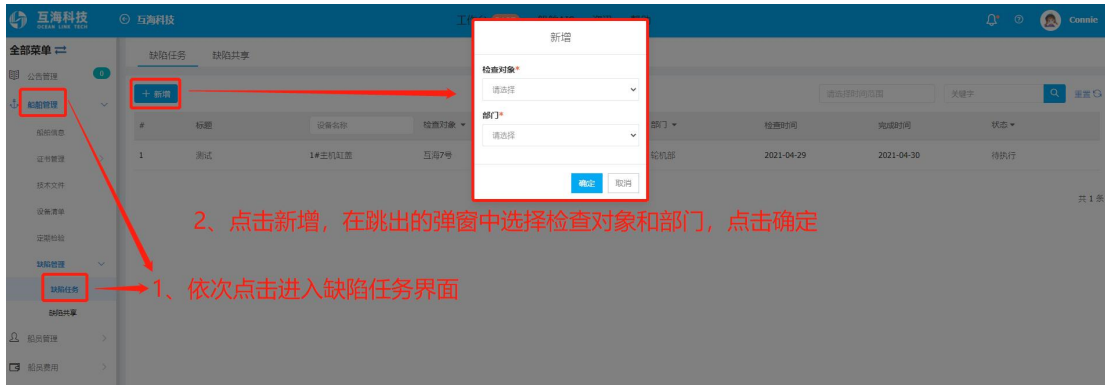 互海科技
OCEAN LINK TECH
互海科技
Connie
全部菜单
公告管理
0
船舶管理
船舶信息
证书管理
技术文件
设备清单
定期检验
缺陷管理
缺陷任务
缺陷共享
船员管理
船员费用
缺陷任务 缺陷共享
+ 新增
请选择时间范围
关键字
重置
# 标题 设备名称 检查对象 部门 检查时间 完成时间 状态
1 测试 1#主机缸盖 互海7号 轮机部 2021-04-29 2021-04-30 待执行
共 1 条
新增
检查对象*
请选择
部门*
请选择
确定 取消
2、点击新增，在跳出的弹窗中选择检查对象和部门，点击确定
1、依次点击进入缺陷任务界面